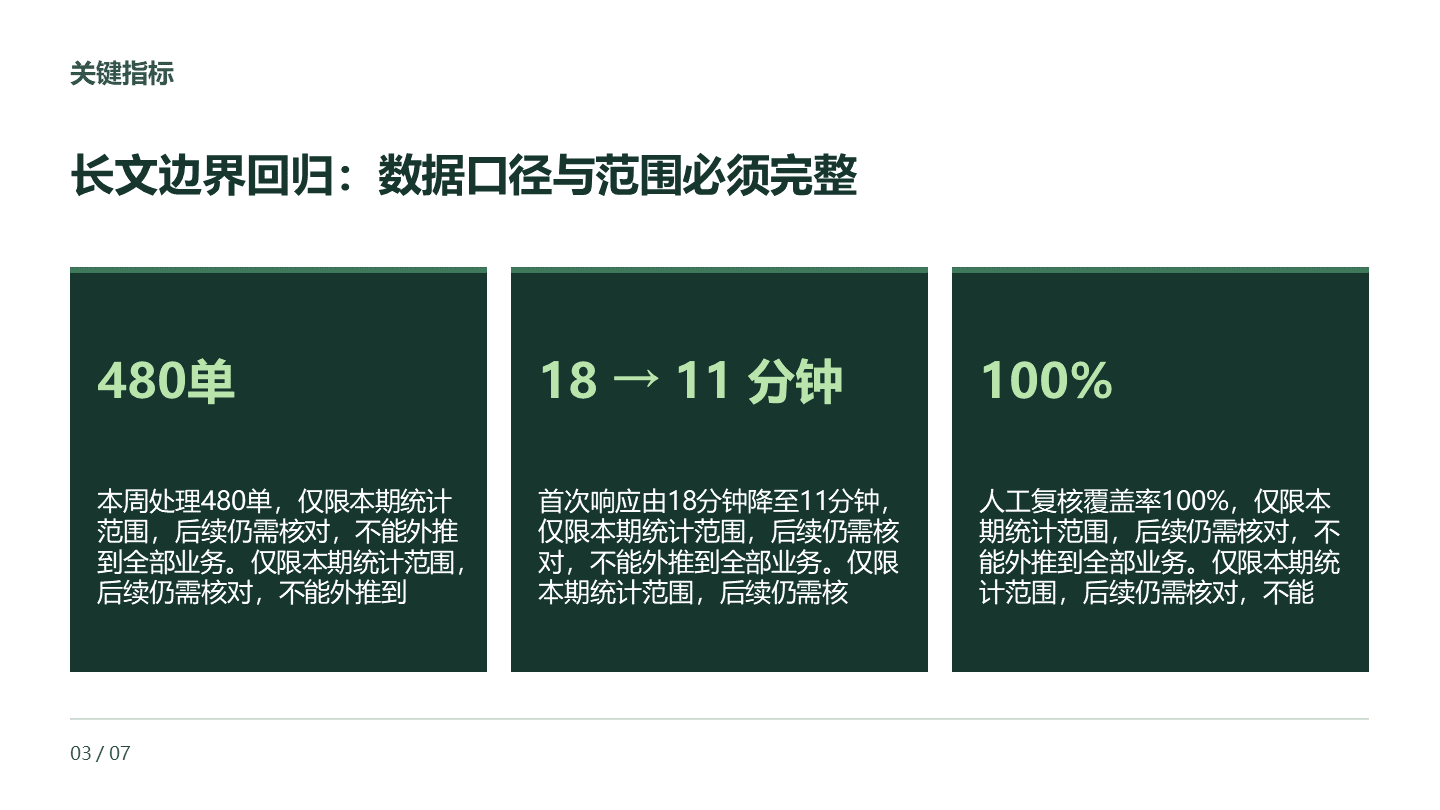 关键指标
长文边界回归：数据口径与范围必须完整
480单
本周处理480单，仅限本期统计
范围，后续仍需核对，不能外推
到全部业务。仅限本期统计范围，
后续仍需核对，不能外推到
18 → 11 分钟
首次响应由18分钟降至11分钟，
仅限本期统计范围，后续仍需核
对，不能外推到全部业务。仅限
本期统计范围，后续仍需核
100%
人工复核覆盖率100%，仅限本
期统计范围，后续仍需核对，不
能外推到全部业务。仅限本期统
计范围，后续仍需核对，不能
03 / 07